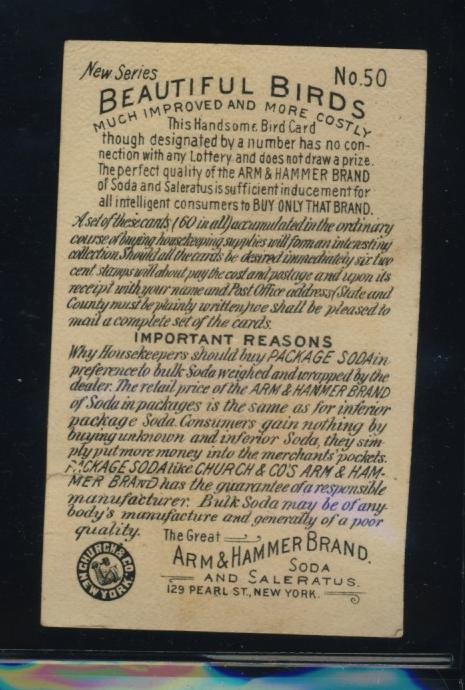 New Series No.50
BEAUTIFUL BIRDS
MUCH IMPROVED AND MORE COSTLY
This Handsome Bird Card
though designated by a number has no con-
nection with any Lottery and does not draw a prize.
The perfect quality of the ARM & HAMMER BRAND
of Soda and Saleratus is sufficient inducement for
all intelligent consumers to BUY ONLY THAT BRAND.
A set of these cards (60 in all) accumulated in the ordinary
course of buying housekeeping supplies will form an interesting
collection. Should all the cards be desired immediately six two
cent stamps will about pay the cost and postage and upon its
receipt with your name and Post Office address (State and
County must be plainly written) we shall be pleased to
mail a complete set of the cards.
IMPORTANT REASONS
Why Housekeepers should buy PACKAGE SODA in
preference to bulk Soda weighed and wrapped by the
dealer. The retail price of the ARM & HAMMER BRAND
of Soda in packages is the same as for inferior
package Soda. Consumers gain nothing by
buying unknown and inferior Soda, they sim-
ply put more money into the merchants' pockets.
PACKAGE SODA like CHURCH & CO'S ARM & HAM-
MER BRAND has the guarantee of a responsible
manufacturer. Bulk Soda may be of any-
body's manufacture and generally of a poor
quality.
The Great
ARM & HAMMER BRAND.
SODA
AND SALERATUS.
129 PEARL ST., NEW YORK.
CHURCH & CO.
NEW YORK